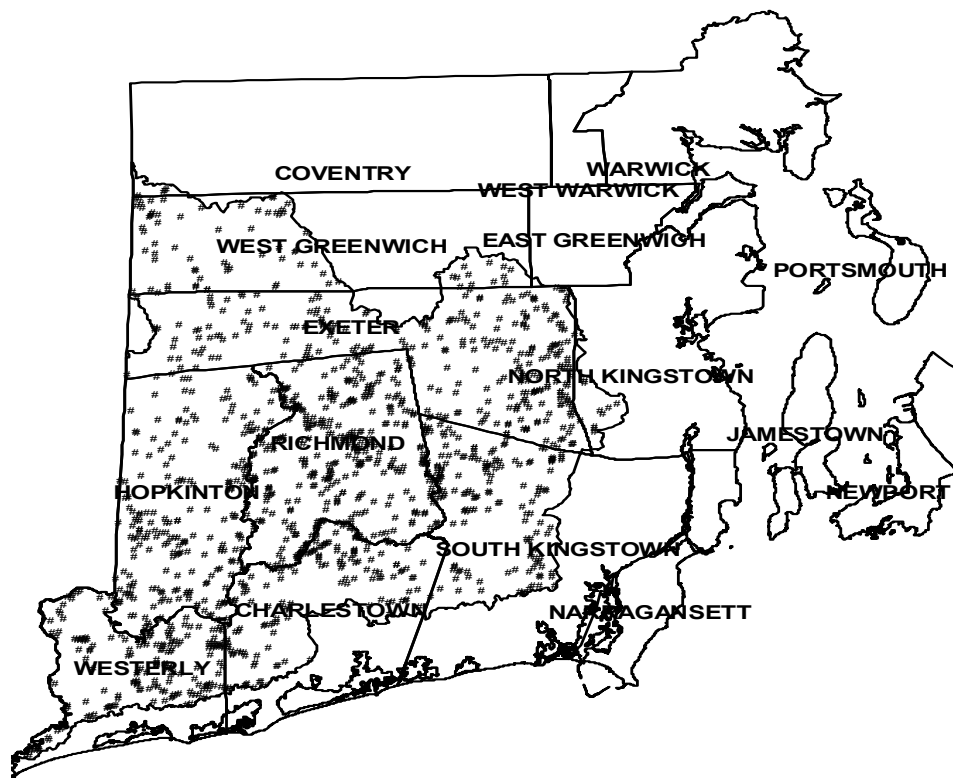 COVENTRY
WARWICK
WEST WARWICK
WEST GREENWICH
EAST GREENWICH
PORTSMOUTH
EXETER
NORTH KINGSTOWN
RICHMOND
JAMESTOWN
HOPKINTON
NEWPORT
SOUTH KINGSTOWN
CHARLESTOWN
NARRAGANSETT
WESTERLY